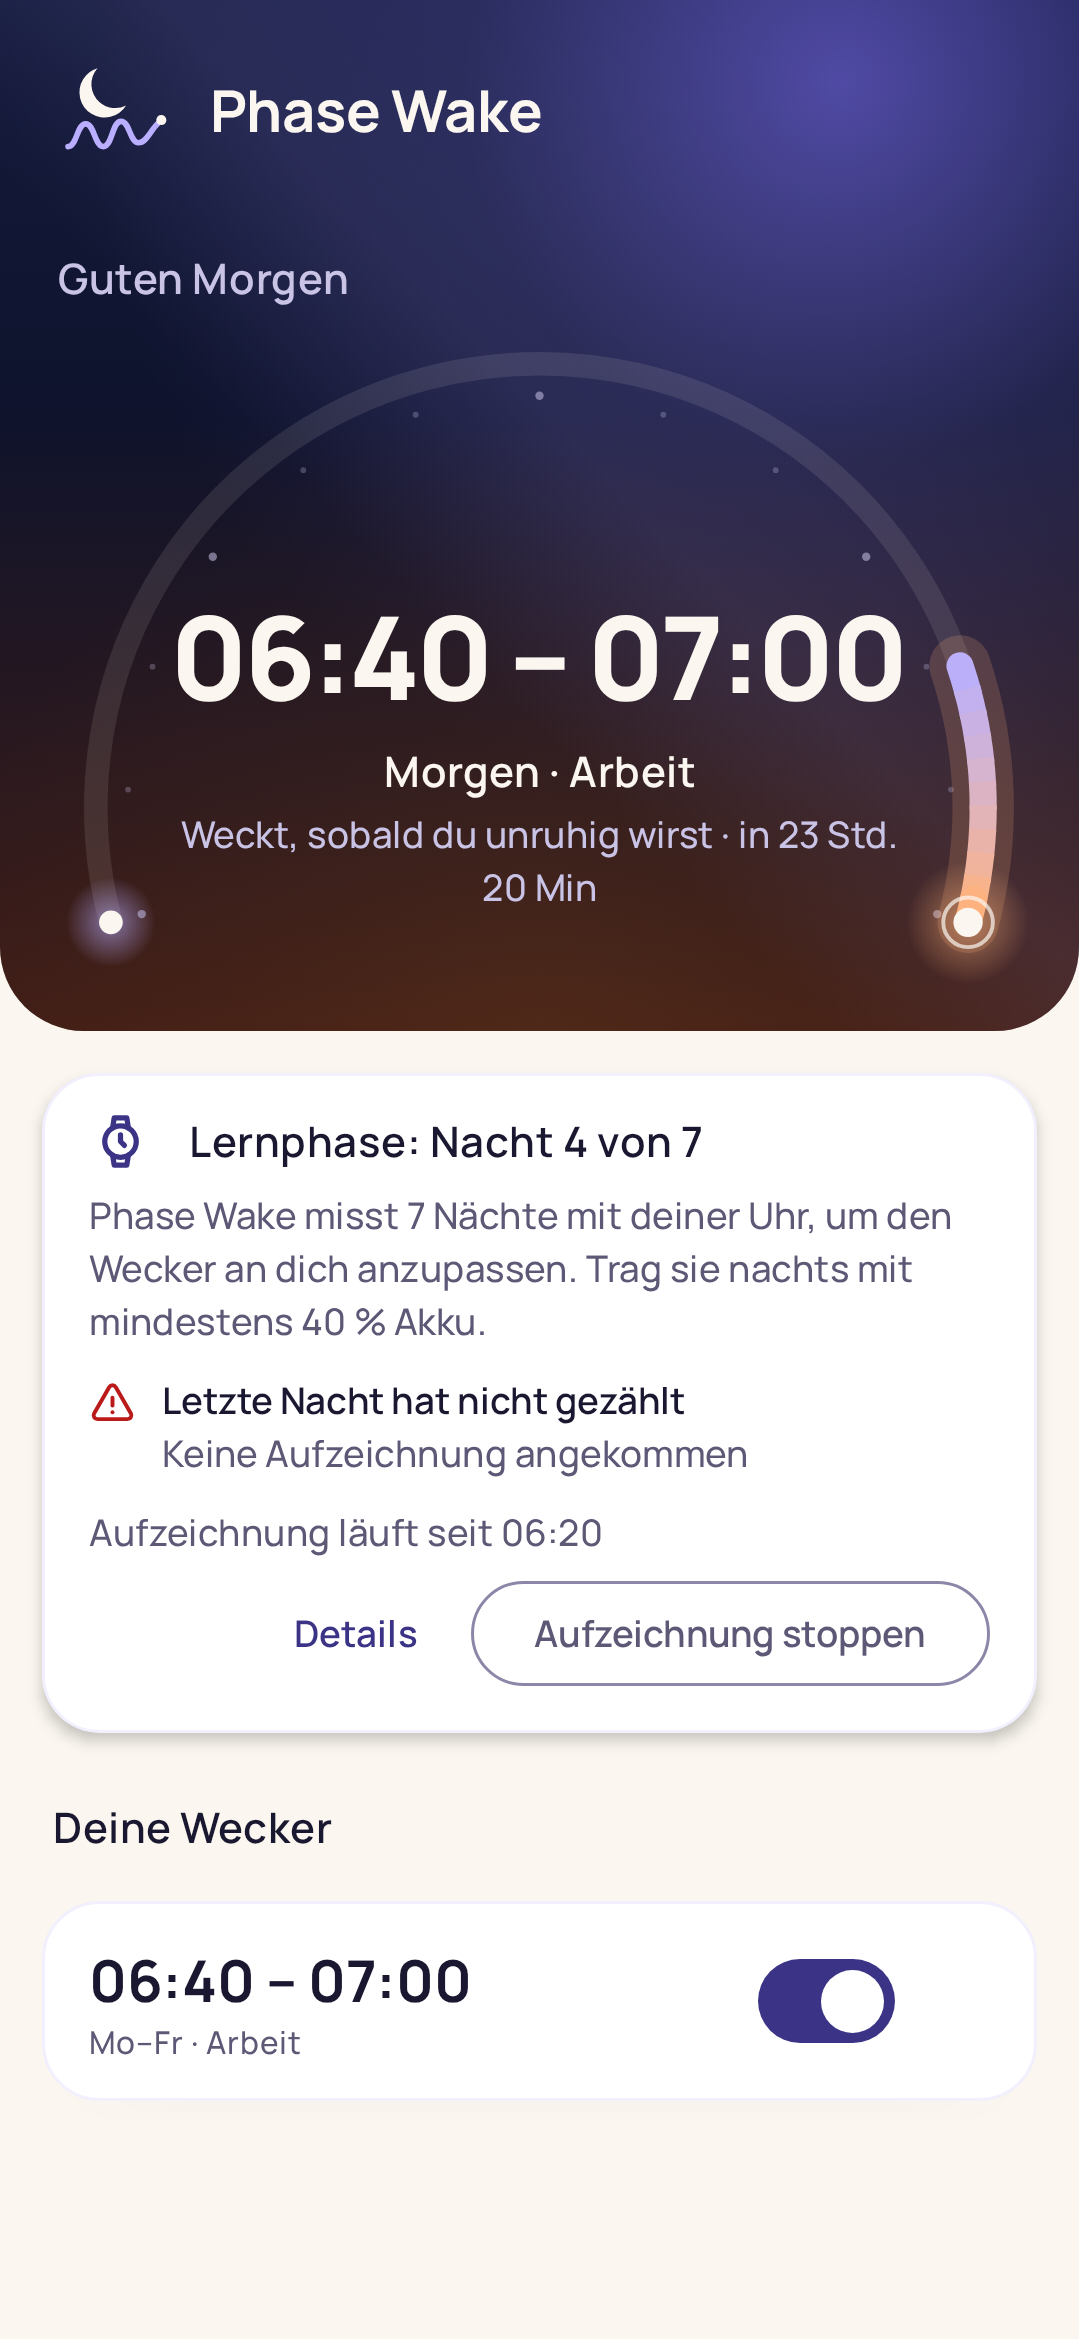 Phase Wake
Guten Morgen
06:40 – 07:00
Morgen · Arbeit
Weckt, sobald du unruhig wirst · in 23 Std.
20 Min
Lernphase: Nacht 4 von 7
Phase Wake misst 7 Nächte mit deiner Uhr, um den
Wecker an dich anzupassen. Trag sie nachts mit
mindestens 40 % Akku.
Letzte Nacht hat nicht gezählt
Keine Aufzeichnung angekommen
Aufzeichnung läuft seit 06:20
Details
Aufzeichnung stoppen
Deine Wecker
06:40 – 07:00
Mo–Fr · Arbeit